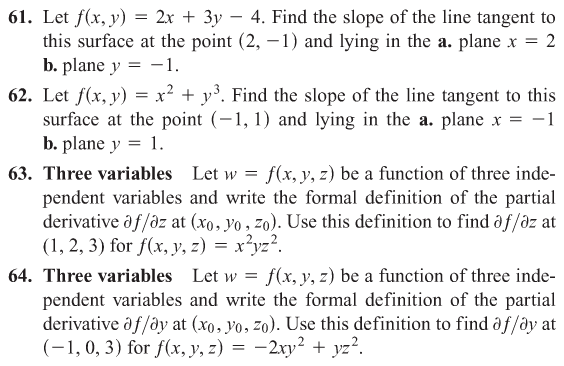 61. Let f(x, y) = 2x + 3y − 4. Find the slope of the line tangent to
this surface at the point (2, −1) and lying in the a. plane x = 2
b. plane y = −1.
62. Let f(x, y) = x² + y³. Find the slope of the line tangent to this
surface at the point (−1, 1) and lying in the a. plane x = −1
b. plane y = 1.
63. Three variables Let w = f(x, y, z) be a function of three inde-
pendent variables and write the formal definition of the partial
derivative ∂f/∂z at (x₀, y₀, z₀). Use this definition to find ∂f/∂z at
(1, 2, 3) for f(x, y, z) = x²yz².
64. Three variables Let w = f(x, y, z) be a function of three inde-
pendent variables and write the formal definition of the partial
derivative ∂f/∂y at (x₀, y₀, z₀). Use this definition to find ∂f/∂y at
(−1, 0, 3) for f(x, y, z) = −2xy² + yz².